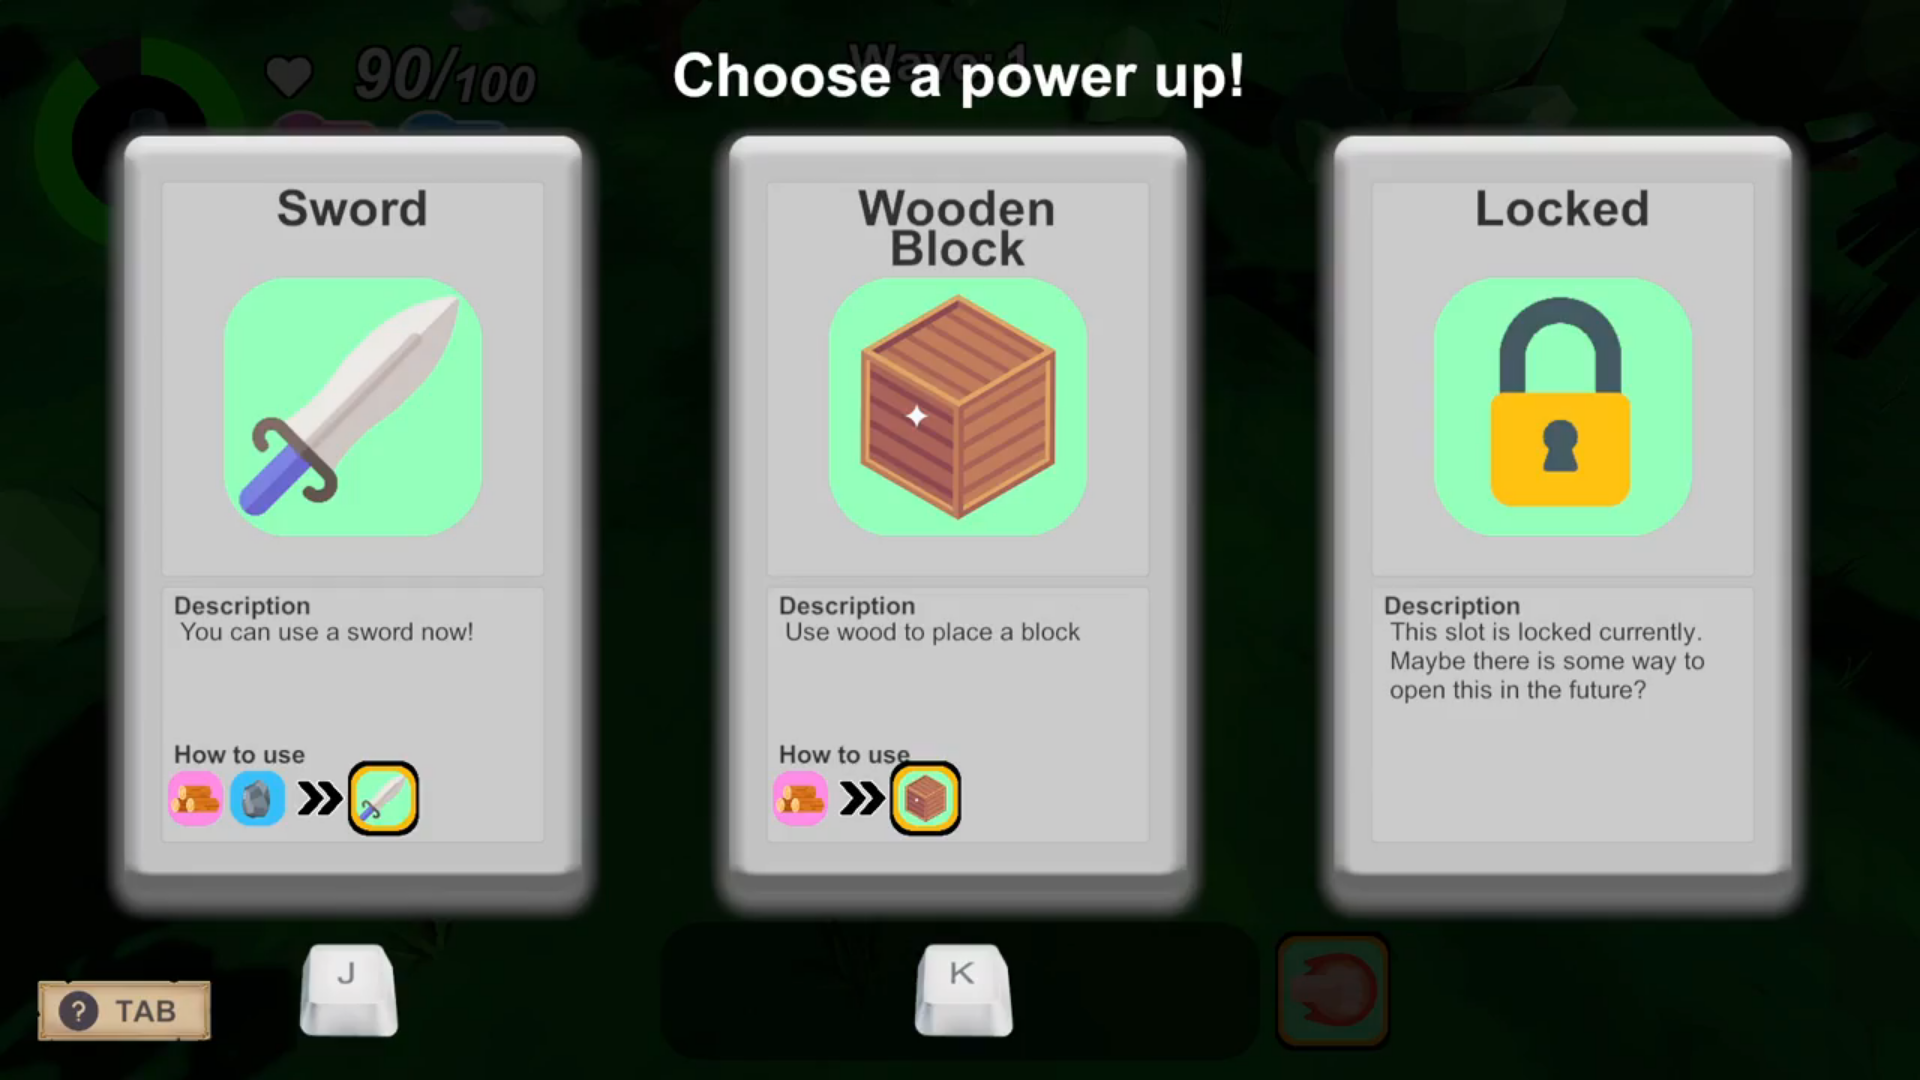 90/100
Wave: 1
Choose a power up!
Sword
Description
You can use a sword now!
How to use
Wooden
Block
Description
Use wood to place a block
How to use
Locked
Description
This slot is locked currently.
Maybe there is some way to
open this in the future?
? TAB
J
K